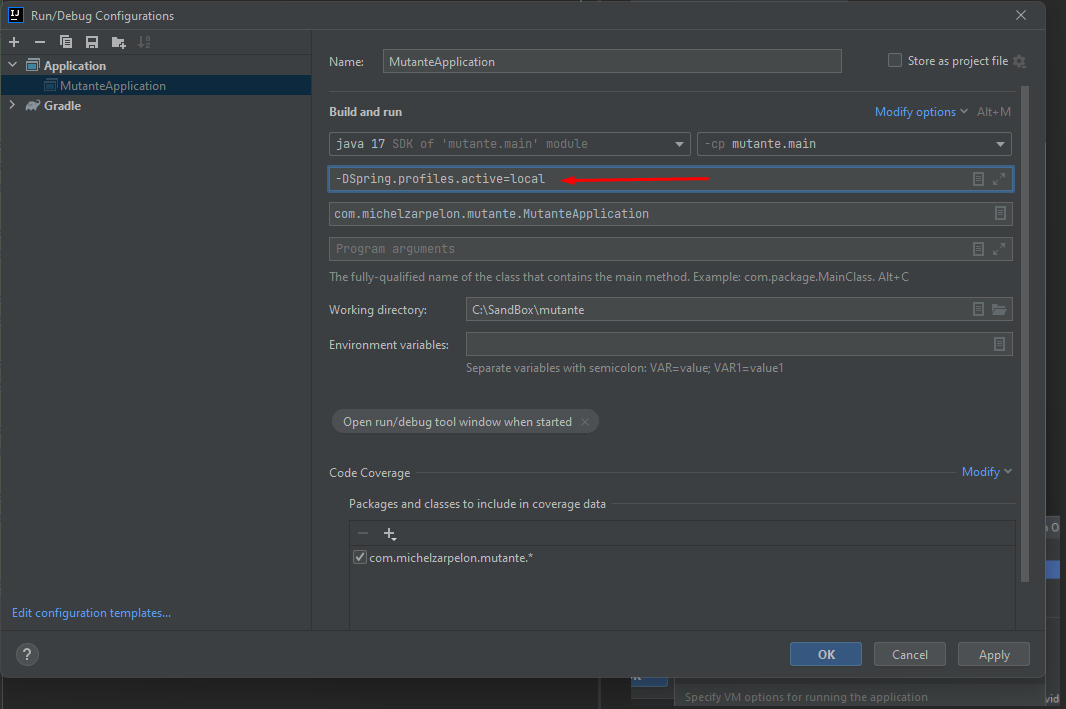 Run/Debug Configurations
Application
MutanteApplication
Gradle
Name: MutanteApplication
Store as project file
Build and run
Modify options Alt+M
java 17 SDK of 'mutante.main' module
-cp mutante.main
-DSpring.profiles.active=local
com.michelzarpelon.mutante.MutanteApplication
Program arguments
The fully-qualified name of the class that contains the main method. Example: com.package.MainClass. Alt+C
Working directory: C:\SandBox\mutante
Environment variables:
Separate variables with semicolon: VAR=value; VAR1=value1
Open run/debug tool window when started
Code Coverage
Modify
Packages and classes to include in coverage data
com.michelzarpelon.mutante.*
Edit configuration templates...
?
OK
Cancel
Apply
Specify VM options for running the application